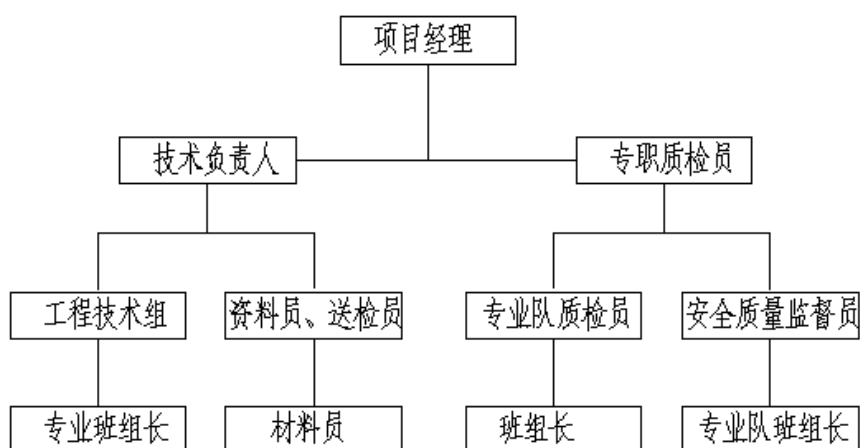 项目经理
技术负责人
专职质检员
工程技术组
资料员、送检员
专业队质检员
安全质量监督员
专业班组长
材料员
班组长
专业队班组长